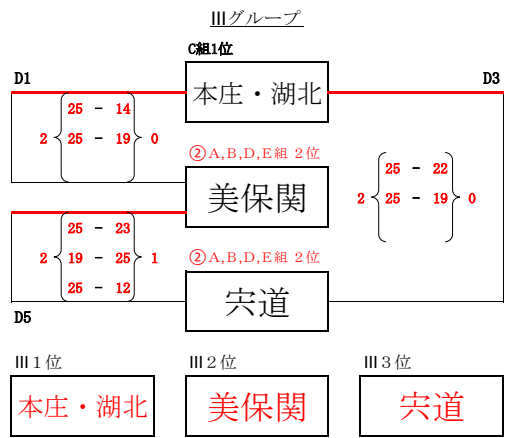 Ⅲグループ
C組1位
D1
本庄・湖北
D3
25 - 14
2 25 - 19 0
②A,B,D,E組 2位
美保関
25 - 22
2 25 - 19 0
25 - 23
2 19 - 25 1
25 - 12
②A,B,D,E組 2位
宍道
D5
Ⅲ1位 Ⅲ2位 Ⅲ3位
本庄・湖北 美保関 宍道